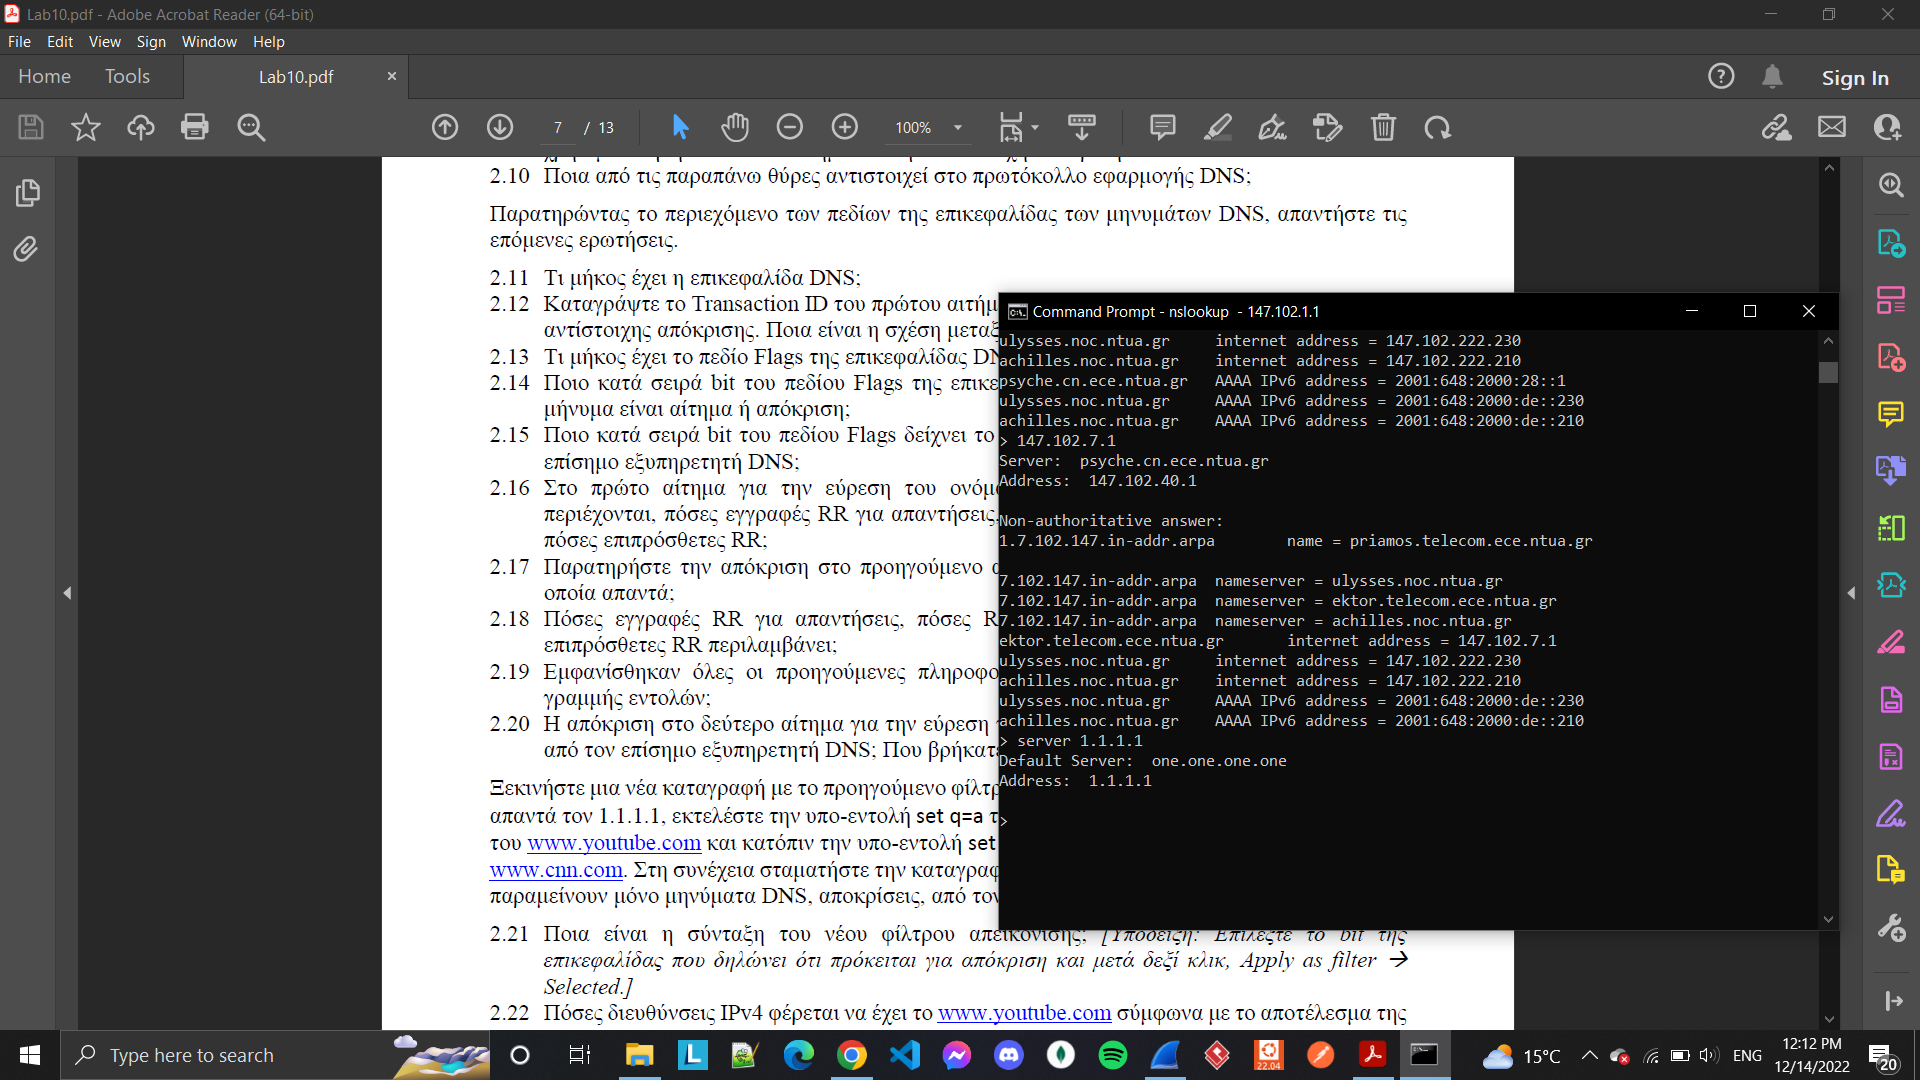 Lab10.pdf - Adobe Acrobat Reader (64-bit)
File Edit View Sign Window Help
Home Tools Lab10.pdf × Sign In
7 / 13 100%
2.10 Ποια από τις παραπάνω θύρες αντιστοιχεί στο πρωτόκολλο εφαρμογής DNS;
Παρατηρώντας το περιεχόμενο των πεδίων της επικεφαλίδας των μηνυμάτων DNS, απαντήστε τις
επόμενες ερωτήσεις.
2.11 Τι μήκος έχει η επικεφαλίδα DNS;
2.12 Καταγράψτε το Transaction ID του πρώτου αιτήμ
αντίστοιχης απόκρισης. Ποια είναι η σχέση μεταξ
2.13 Τι μήκος έχει το πεδίο Flags της επικεφαλίδας DN
2.14 Ποιο κατά σειρά bit του πεδίου Flags της επικε
μήνυμα είναι αίτημα ή απόκριση;
2.15 Ποιο κατά σειρά bit του πεδίου Flags δείχνει το
επίσημο εξυπηρετητή DNS;
2.16 Στο πρώτο αίτημα για την εύρεση του ονόμα
περιέχονται, πόσες εγγραφές RR για απαντήσεις,
πόσες επιπρόσθετες RR;
2.17 Παρατηρήστε την απόκριση στο προηγούμενο α
οποία απαντά;
2.18 Πόσες εγγραφές RR για απαντήσεις, πόσες R
επιπρόσθετες RR περιλαμβάνει;
2.19 Εμφανίσθηκαν όλες οι προηγούμενες πληροφο
γραμμής εντολών;
2.20 Η απόκριση στο δεύτερο αίτημα για την εύρεση
από τον επίσημο εξυπηρετητή DNS; Που βρήκατε
Ξεκινήστε μια νέα καταγραφή με το προηγούμενο φίλτρ
απαντά τον 1.1.1.1, εκτελέστε την υπο-εντολή set q=a τ
του www.youtube.com και κατόπιν την υπο-εντολή set
www.cnn.com. Στη συνέχεια σταματήστε την καταγραφ
παραμείνουν μόνο μηνύματα DNS, αποκρίσεις, από τον
2.21 Ποια είναι η σύνταξη του νέου φίλτρου απεικόνισης; [Υπόδειξη: Επιλέξτε το bit της
επικεφαλίδας που δηλώνει ότι πρόκειται για απόκριση και μετά δεξί κλικ, Apply as filter →
Selected.]
2.22 Πόσες διευθύνσεις IPv4 φέρεται να έχει το www.youtube.com σύμφωνα με το αποτέλεσμα της
Command Prompt - nslookup - 147.102.1.1
ulysses.noc.ntua.gr internet address = 147.102.222.230
achilles.noc.ntua.gr internet address = 147.102.222.210
psyche.cn.ece.ntua.gr AAAA IPv6 address = 2001:648:2000:28::1
ulysses.noc.ntua.gr AAAA IPv6 address = 2001:648:2000:de::230
achilles.noc.ntua.gr AAAA IPv6 address = 2001:648:2000:de::210
> 147.102.7.1
Server: psyche.cn.ece.ntua.gr
Address: 147.102.40.1
Non-authoritative answer:
1.7.102.147.in-addr.arpa name = priamos.telecom.ece.ntua.gr
7.102.147.in-addr.arpa nameserver = ulysses.noc.ntua.gr
7.102.147.in-addr.arpa nameserver = ektor.telecom.ece.ntua.gr
7.102.147.in-addr.arpa nameserver = achilles.noc.ntua.gr
ektor.telecom.ece.ntua.gr internet address = 147.102.7.1
ulysses.noc.ntua.gr internet address = 147.102.222.230
achilles.noc.ntua.gr internet address = 147.102.222.210
ulysses.noc.ntua.gr AAAA IPv6 address = 2001:648:2000:de::230
achilles.noc.ntua.gr AAAA IPv6 address = 2001:648:2000:de::210
> server 1.1.1.1
Default Server: one.one.one.one
Address: 1.1.1.1
>
Type here to search
22.04
15°C ENG
12:12 PM
12/14/2022
20